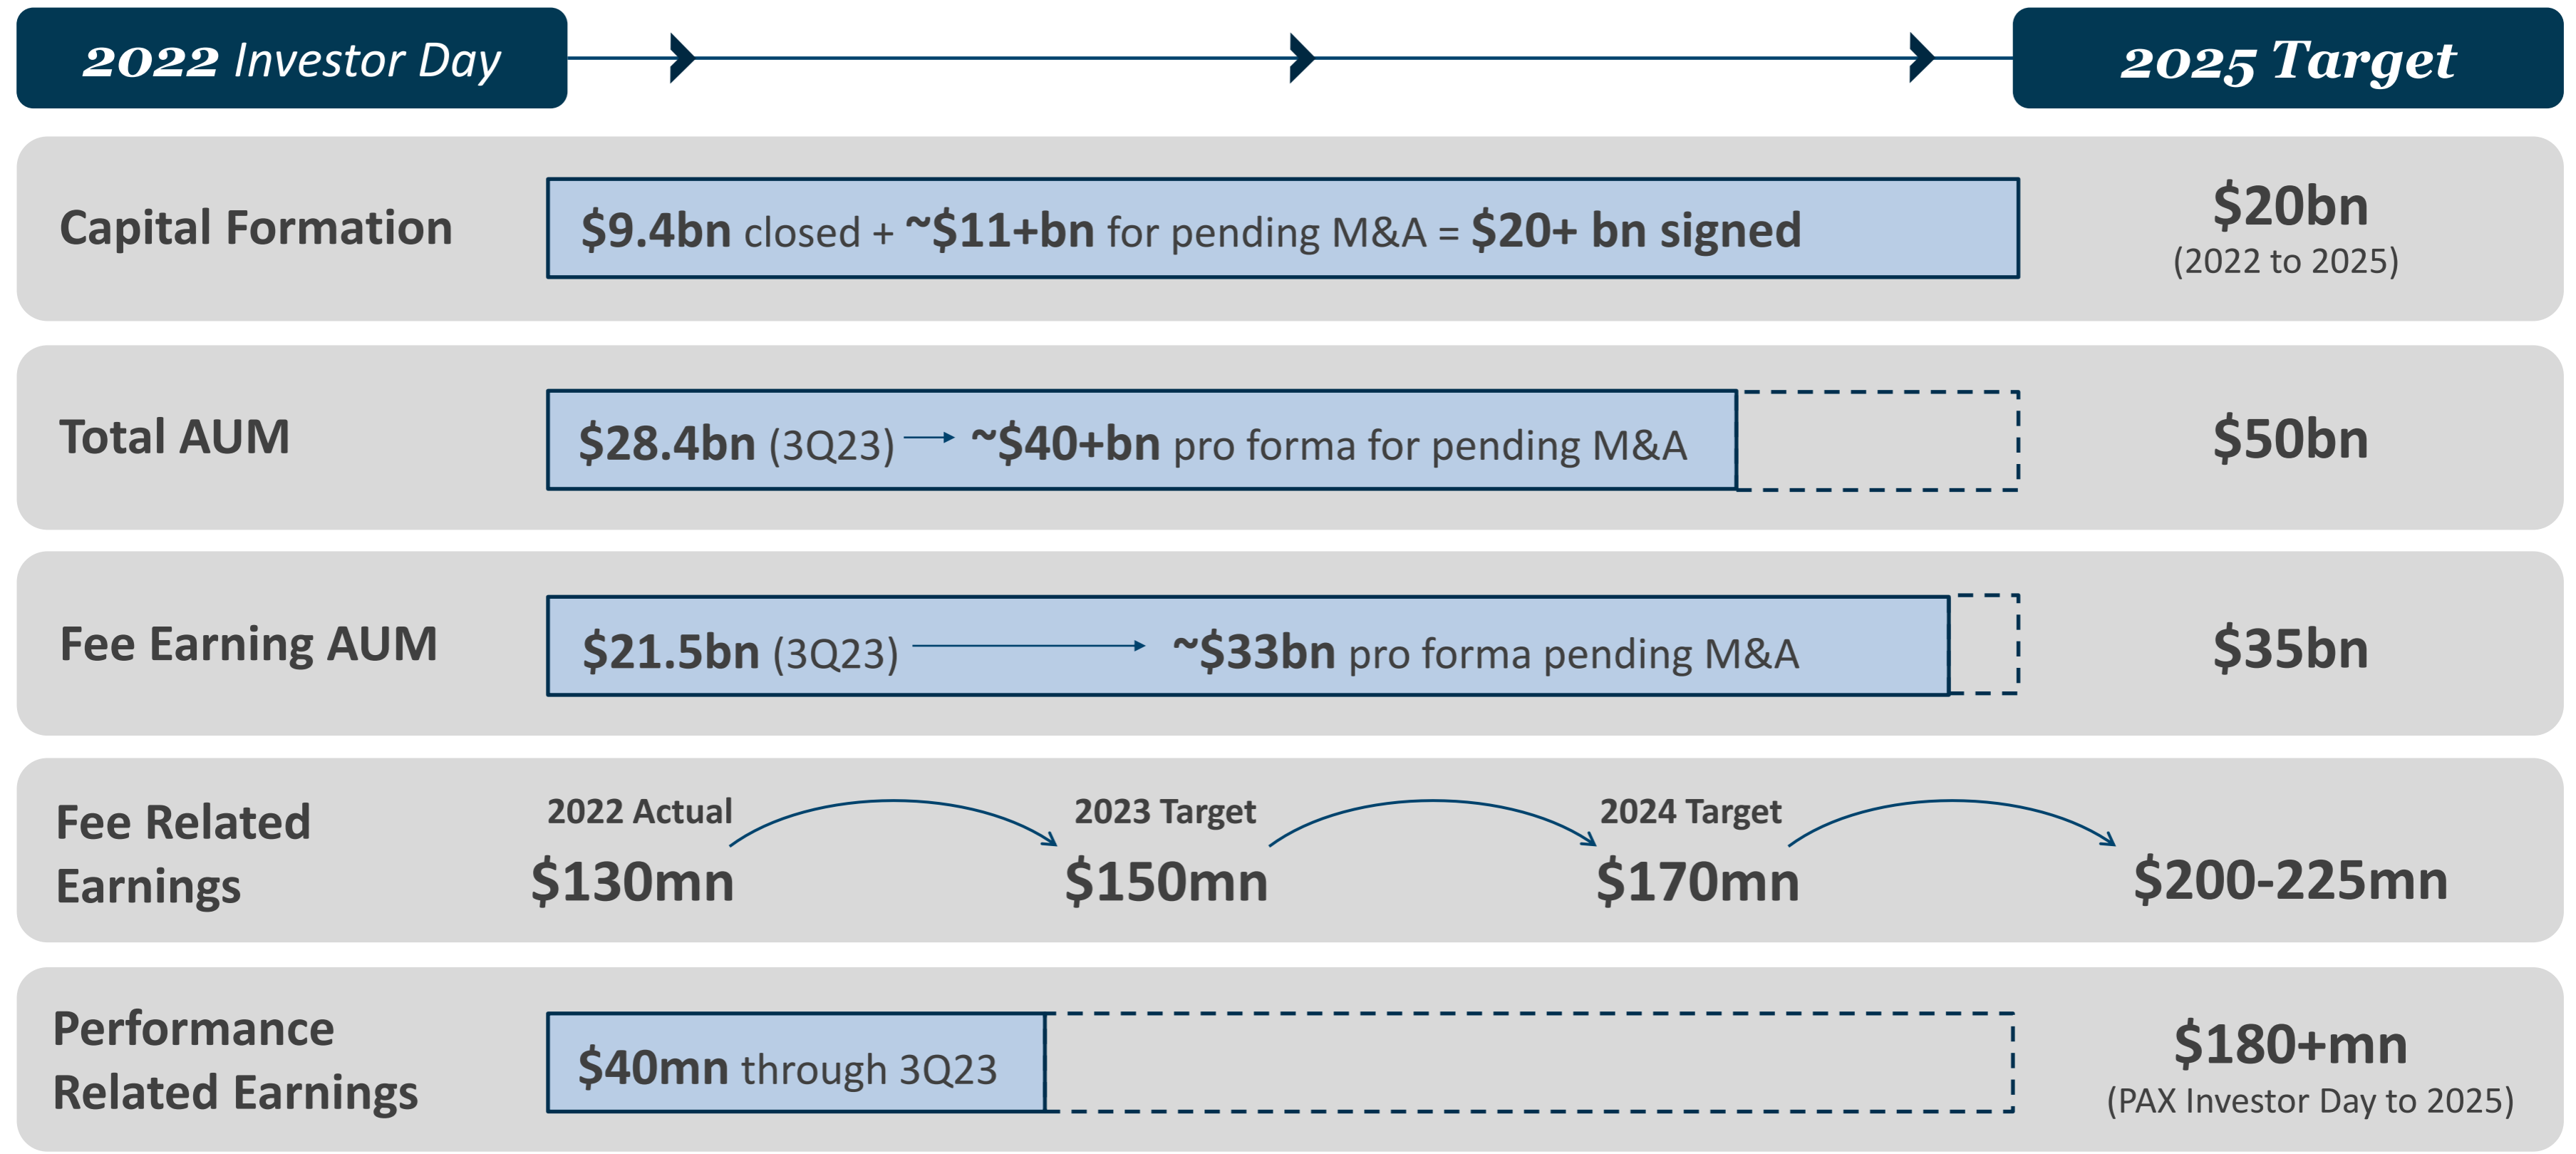 2022 Investor Day
2025 Target
Capital Formation
$9.4bn closed + ~$11+bn for pending M&A = $20+ bn signed
$20bn
(2022 to 2025)
Total AUM
$28.4bn (3Q23) ~$40+bn pro forma for pending M&A
$50bn
Fee Earning AUM
$21.5bn (3Q23) ~$33bn pro forma pending M&A
$35bn
Fee Related
Earnings
2022 Actual
$130mn
2023 Target
$150mn
2024 Target
$170mn
$200-225mn
Performance
Related Earnings
$40mn through 3Q23
$180+mn
(PAX Investor Day to 2025)